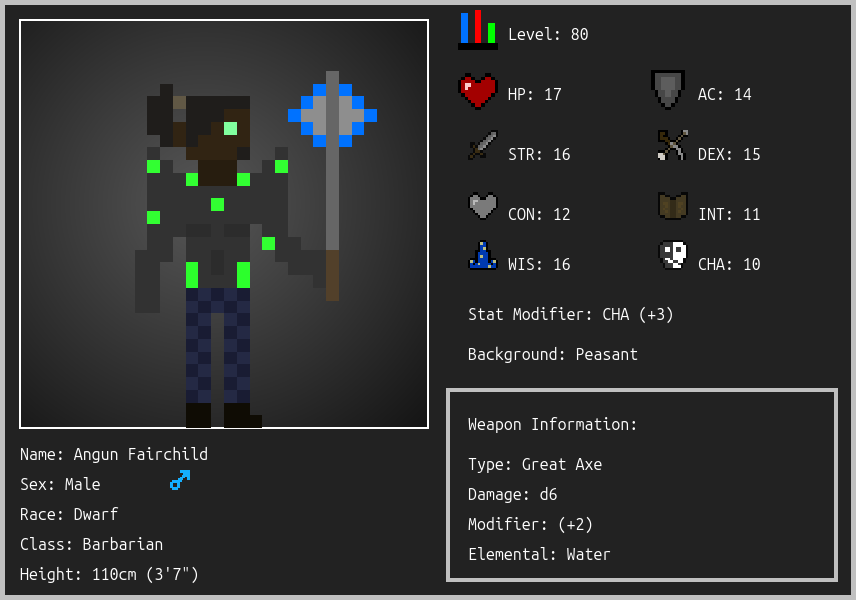 Level: 80
HP: 17
AC: 14
STR: 16
DEX: 15
CON: 12
INT: 11
WIS: 16
CHA: 10
Stat Modifier: CHA (+3)
Background: Peasant
Weapon Information:
Type: Great Axe
Damage: d6
Modifier: (+2)
Elemental: Water
Name: Angun Fairchild
Sex: Male
Race: Dwarf
Class: Barbarian
Height: 110cm (3'7")